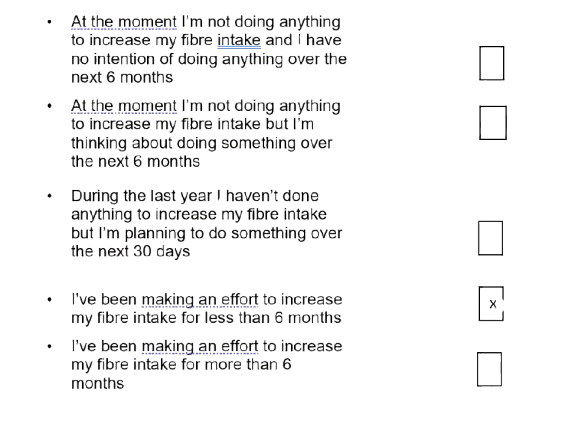 • At the moment I'm not doing anything
to increase my fibre intake and I have
no intention of doing anything over the
next 6 months
• At the moment I'm not doing anything
to increase my fibre intake but I'm
thinking about doing something over
the next 6 months
• During the last year I haven't done
anything to increase my fibre intake
but I'm planning to do something over
the next 30 days
• I've been making an effort to increase
my fibre intake for less than 6 months
x
• I've been making an effort to increase
my fibre intake for more than 6
months